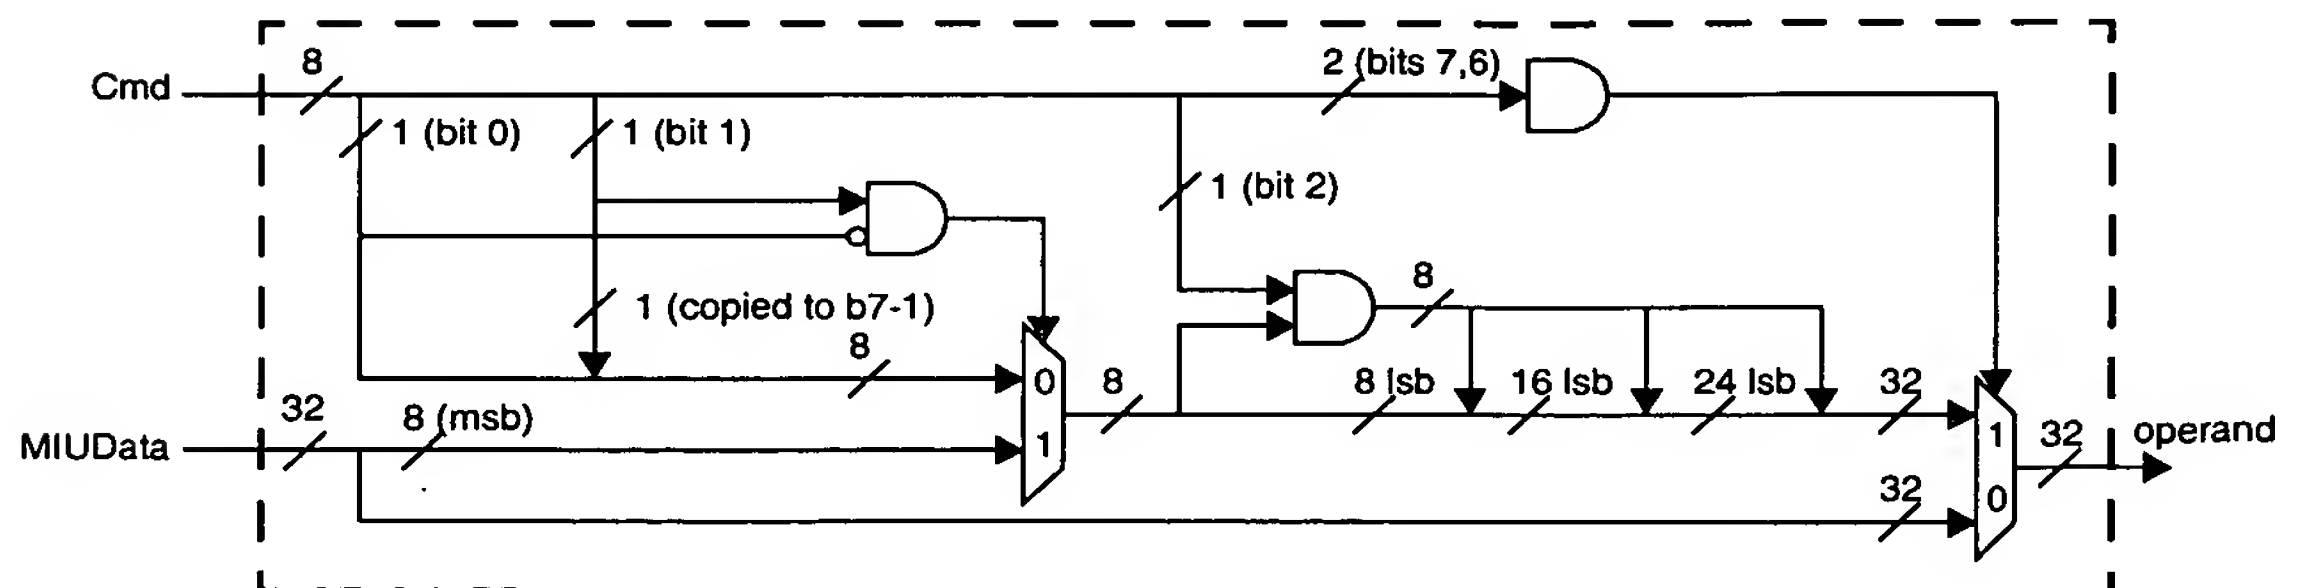 8
2 (bits 7,6)
Cmd
1 (bit 0)
1 (bit 1)
1 (bit 2)
8
1 (copied to b7-1)
8
0
8
8 lsb
16 lsb
24 lsb
32
32
8 (msb)
1
1
32
operand
MIUData
32
0